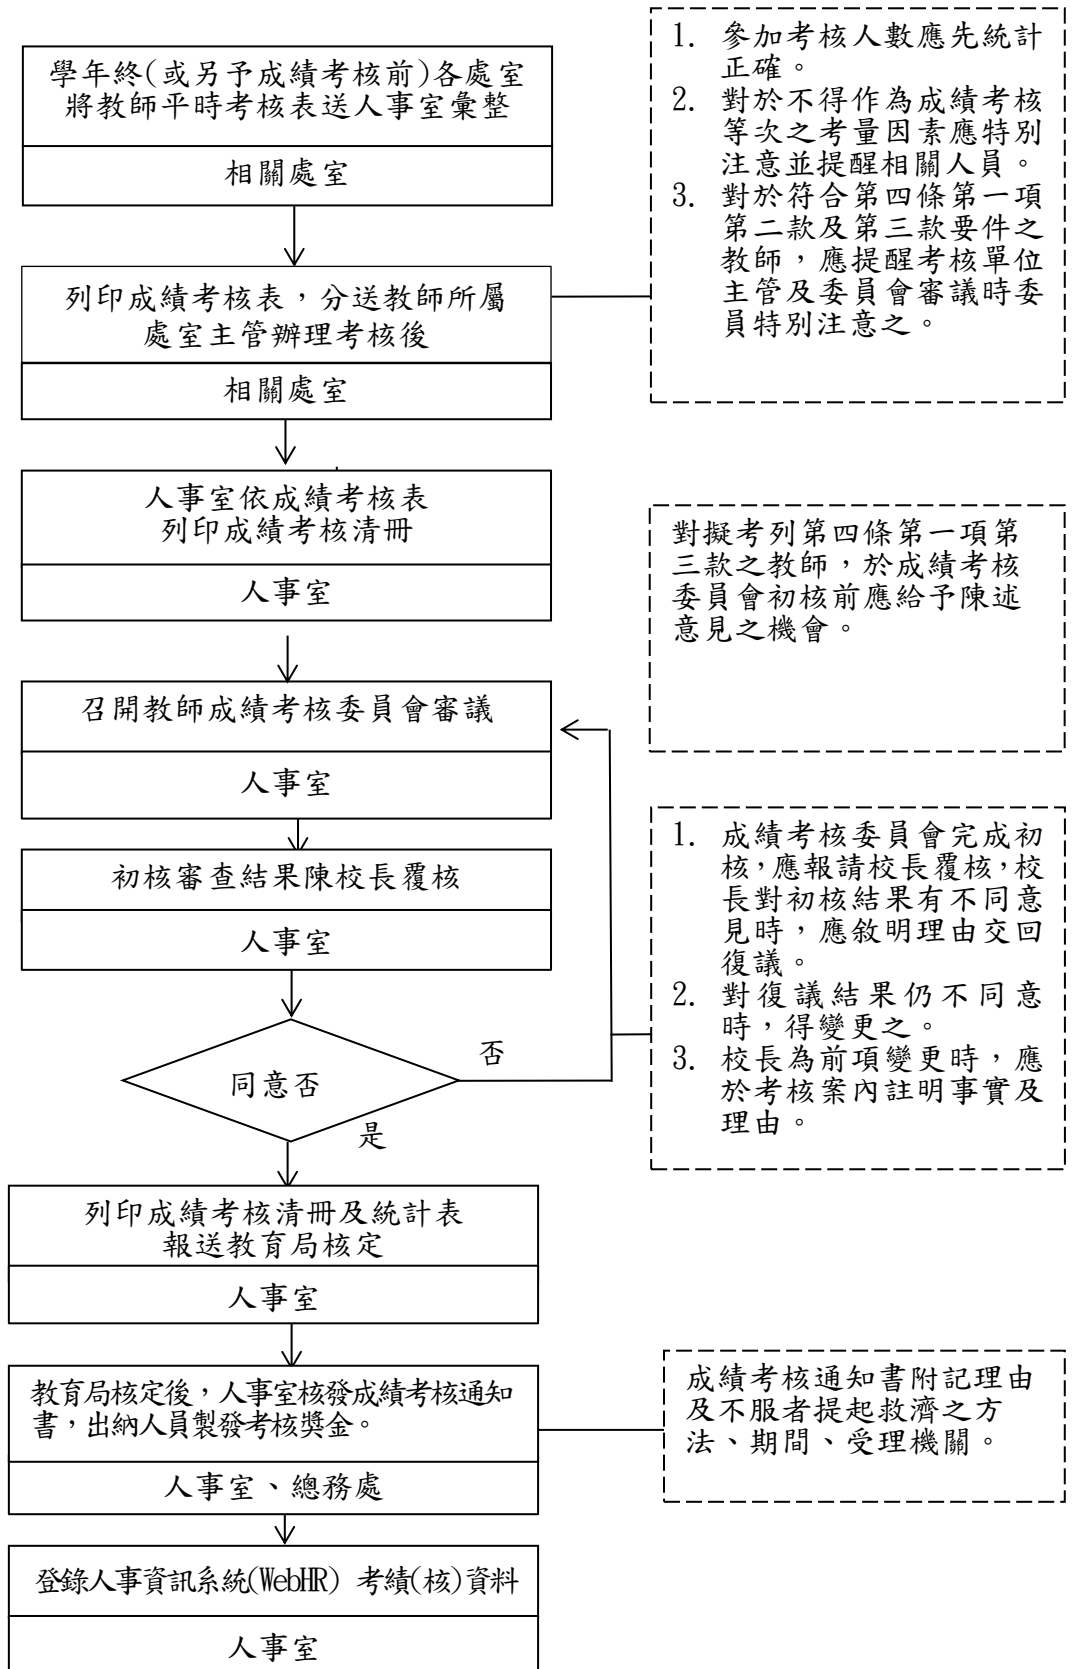 學年終(或另予成績考核前)各處室
將教師平時考核表送人事室彙整
相關處室
1. 參加考核人數應先統計
正確。
2. 對於不得作為成績考核
等次之考量因素應特別
注意並提醒相關人員。
3. 對於符合第四條第一項
第二款及第三款要件之
教師，應提醒考核單位
主管及委員會審議時委
員特別注意之。
列印成績考核表，分送教師所屬
處室主管辦理考核後
相關處室
人事室依成績考核表
列印成績考核清冊
人事室
對擬考列第四條第一項第
三款之教師，於成績考核
委員會初核前應給予陳述
意見之機會。
召開教師成績考核委員會審議
人事室
初核審查結果陳校長覆核
人事室
1. 成績考核委員會完成初
核，應報請校長覆核，校
長對初核結果有不同意
見時，應敘明理由交回
復議。
2. 對復議結果仍不同意
時，得變更之。
3. 校長為前項變更時，應
於考核案內註明事實及
理由。
同意否
否
是
列印成績考核清冊及統計表
報送教育局核定
人事室
教育局核定後，人事室核發成績考核通知
書，出納人員製發考核獎金。
人事室、總務處
成績考核通知書附記理由
及不服者提起救濟之方
法、期間、受理機關。
登錄人事資訊系統(WebHR) 考績(核)資料
人事室